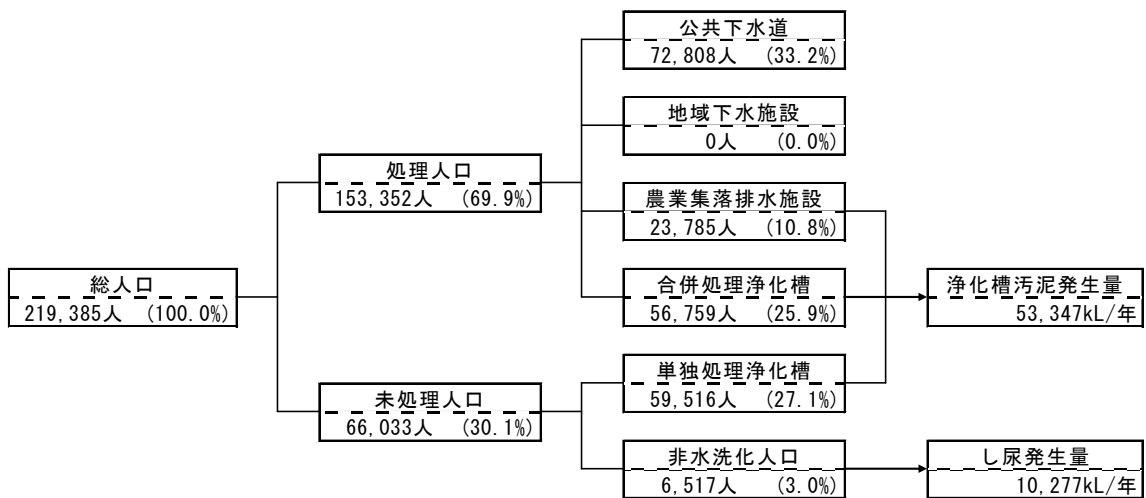 公共下水道
72,808人 (33.2%)
地域下水施設
0人 (0.0%)
処理人口
153,352人 (69.9%)
農業集落排水施設
23,785人 (10.8%)
総人口
219,385人 (100.0%)
合併処理浄化槽
56,759人 (25.9%)
浄化槽汚泥発生量
53,347kL/年
単独処理浄化槽
59,516人 (27.1%)
未処理人口
66,033人 (30.1%)
非水洗化人口
6,517人 (3.0%)
し尿発生量
10,277kL/年